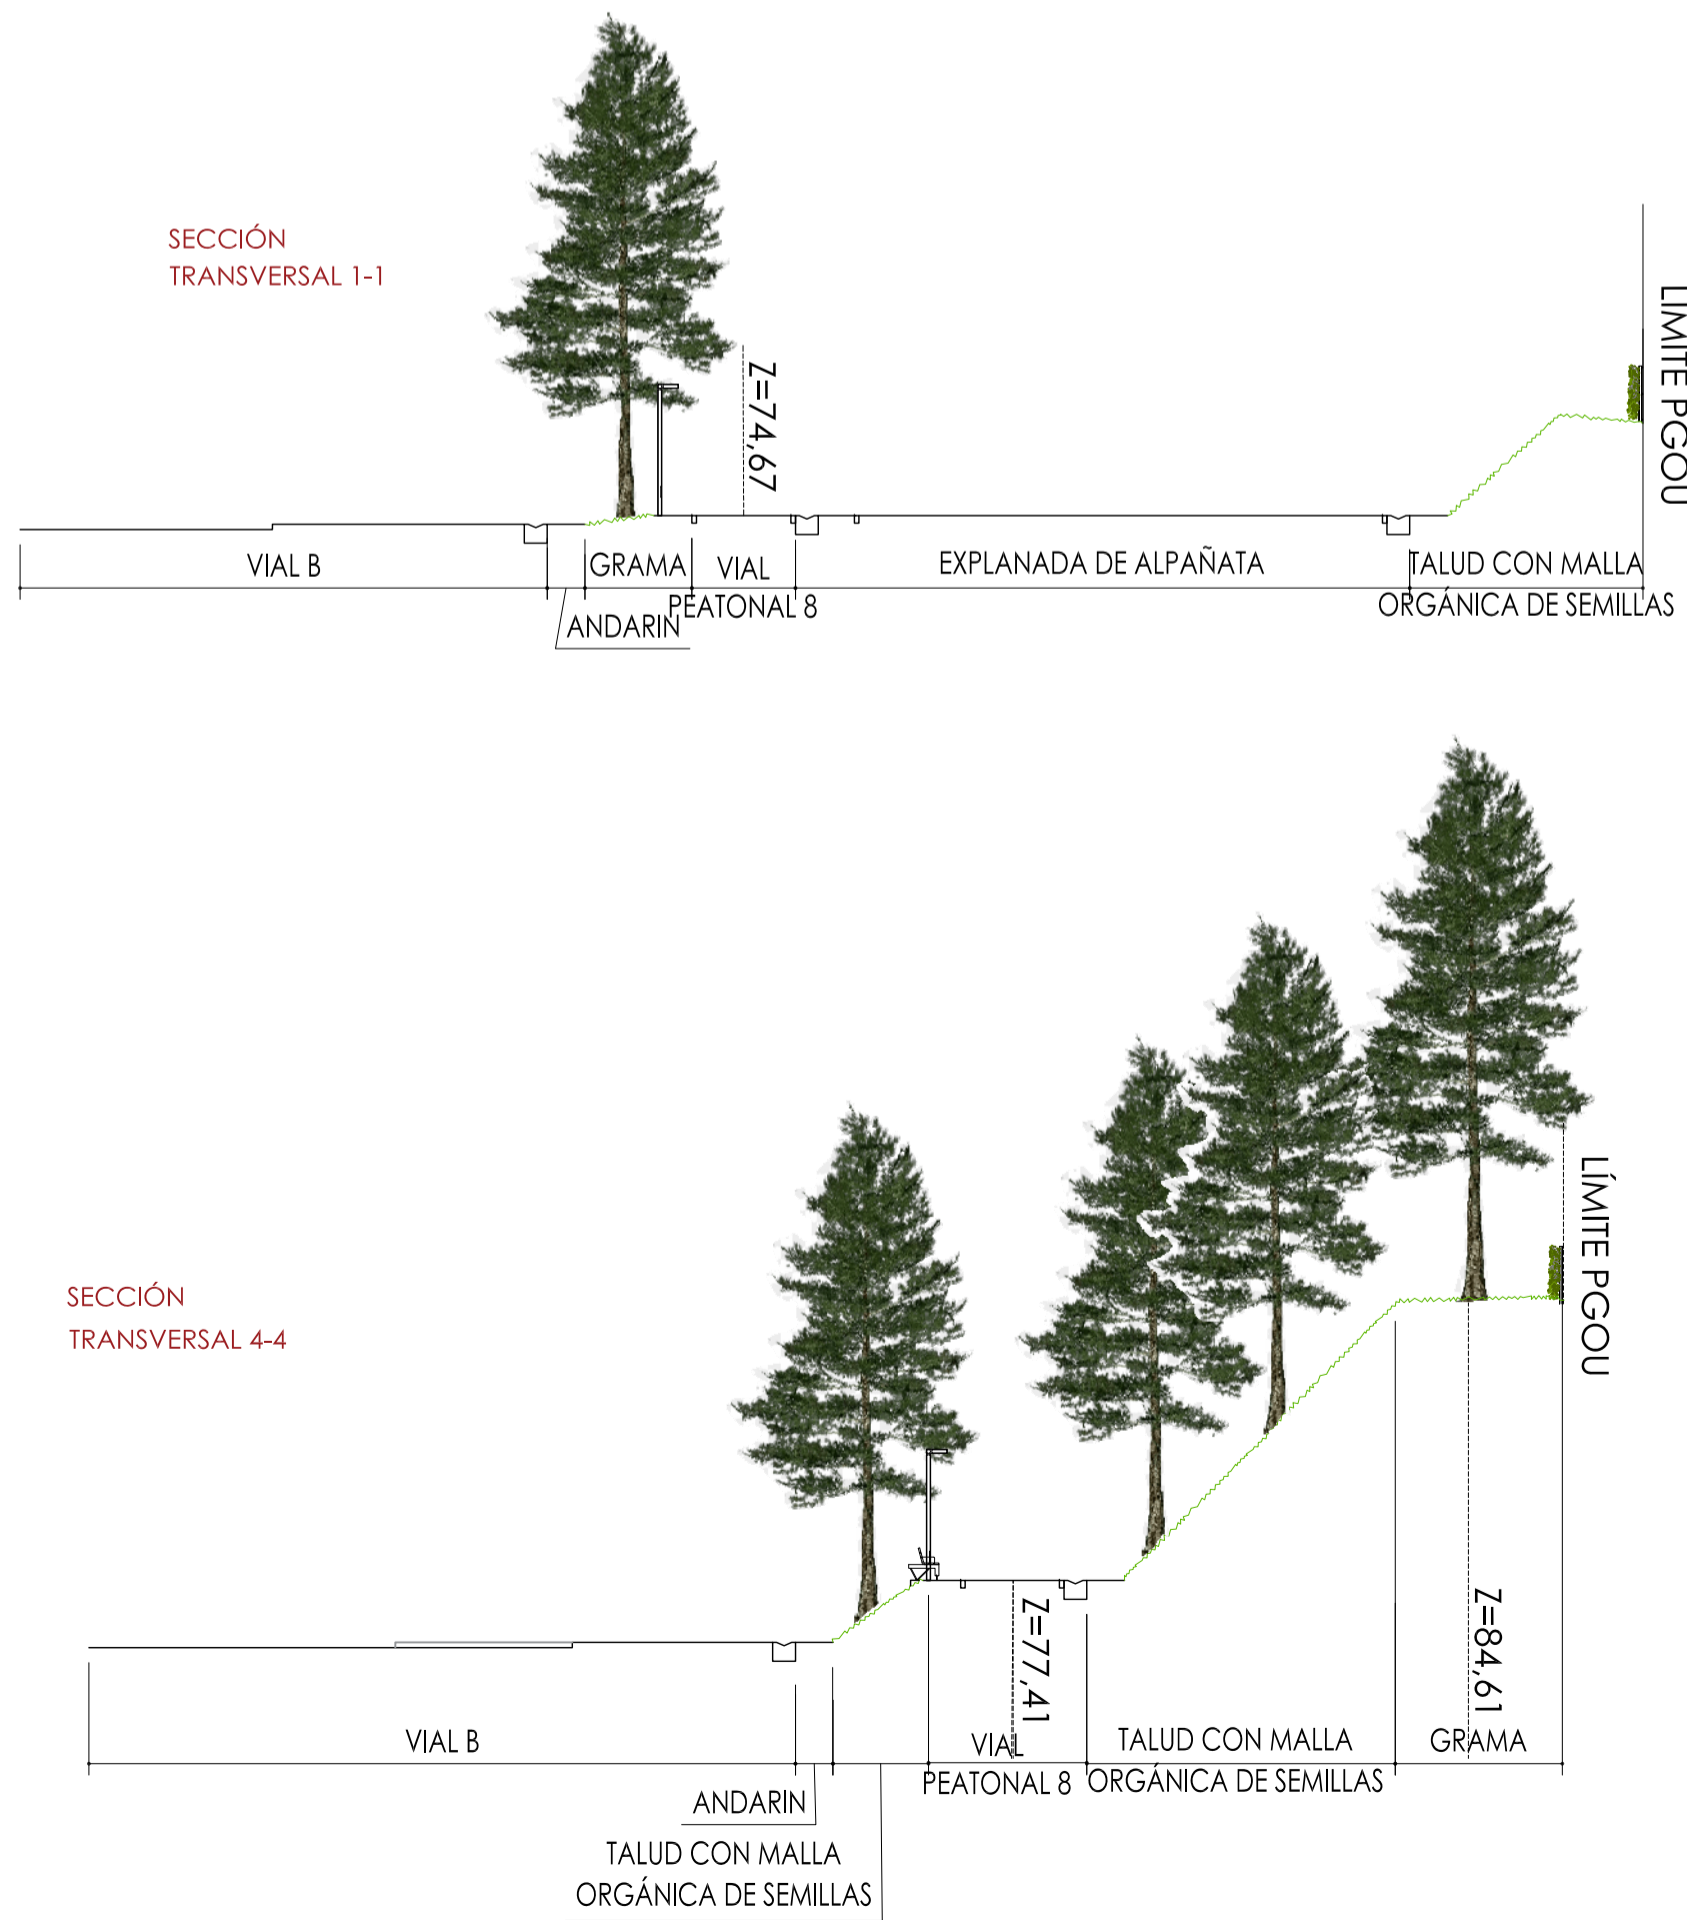 SECCIÓN
TRANSVERSAL 1-1
Z=74,67
LÍMITE PGOU
VIAL B
GRAMA
VIAL
PEATONAL 8
EXPLANADA DE ALPAÑATA
TALUD CON MALLA
ORGÁNICA DE SEMILLAS
ANDARIN
SECCIÓN
TRANSVERSAL 4-4
LÍMITE PGOU
Z=77,41
Z=84,61
VIAL B
VIAL
PEATONAL 8
TALUD CON MALLA
ORGÁNICA DE SEMILLAS
GRAMA
ANDARIN
TALUD CON MALLA
ORGÁNICA DE SEMILLAS